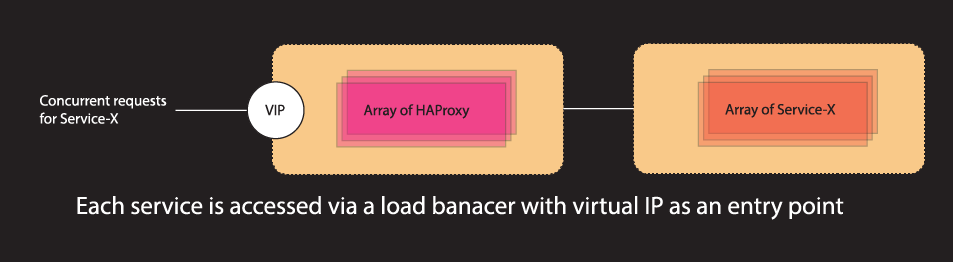 Concurrent requests
for Service-X
VIP
Array of HAProxy
Array of Service-X
Each service is accessed via a load banacer with virtual IP as an entry point